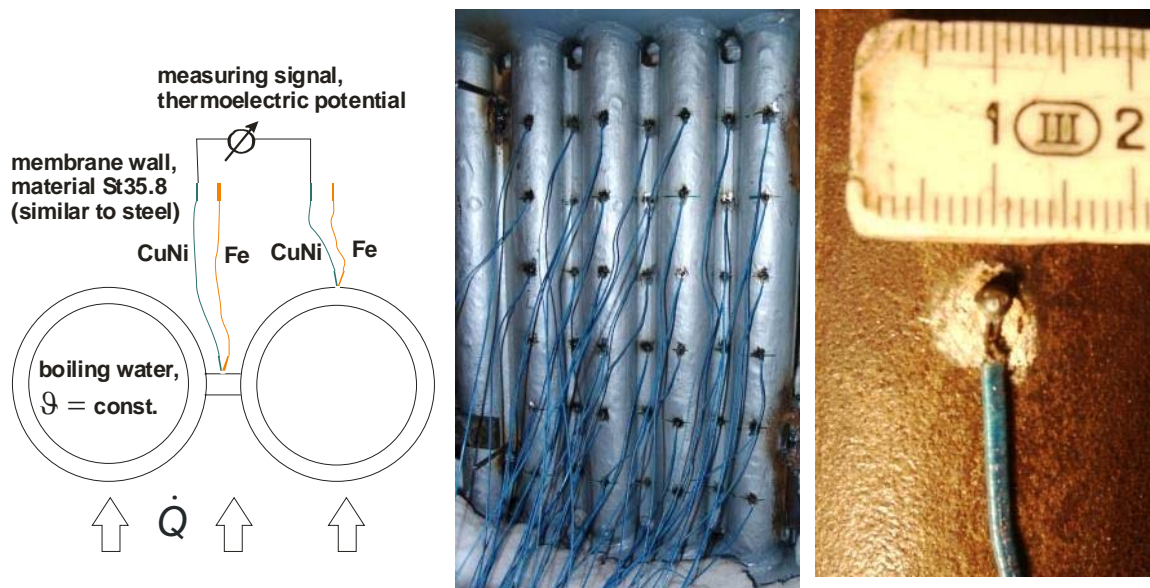 measuring signal,
thermoelectric potential
membrane wall,
material St35.8
(similar to steel)
CuNi
Fe
CuNi
Fe
boiling water,
ϑ = const.
Q̇
1 III 2